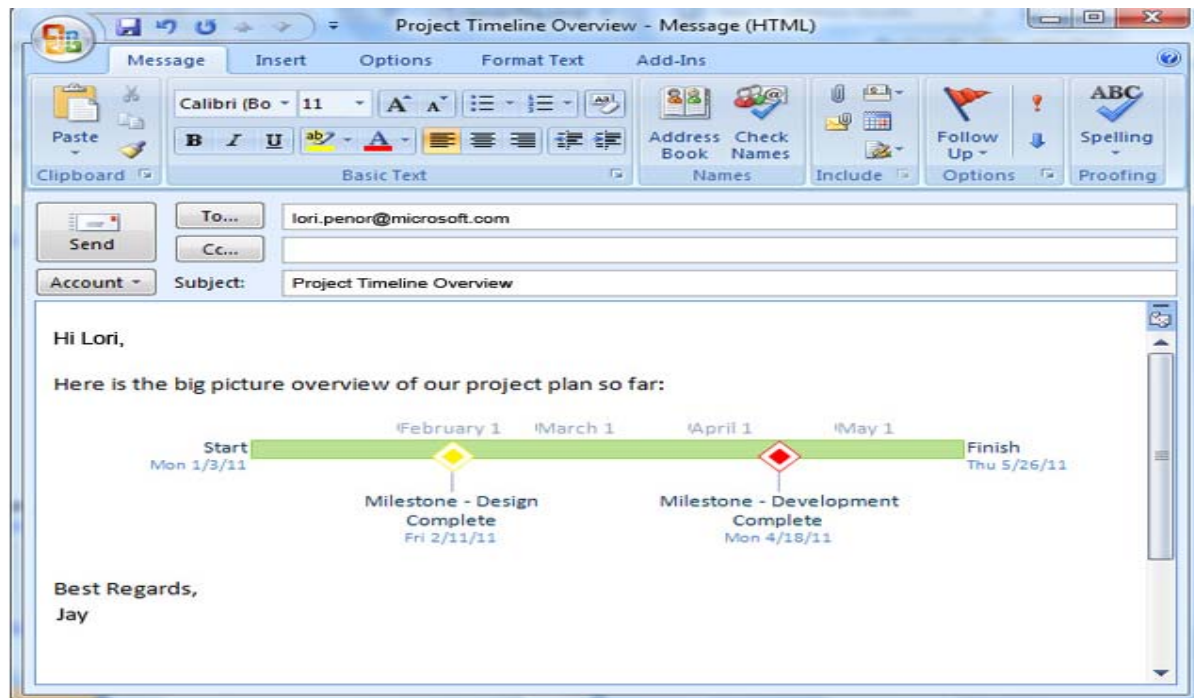 Project Timeline Overview - Message (HTML)
Message Insert Options Format Text Add-Ins
Calibri (Bo 11 A A
Paste
B I U ab A
Address Book
Check Names
Follow Up
ABC
Spelling
Clipboard Basic Text Names Include Options Proofing
Send
To... lori.penor@microsoft.com
Cc...
Account Subject: Project Timeline Overview
Hi Lori,
Here is the big picture overview of our project plan so far:
February 1 March 1 April 1 May 1
Start
Mon 1/3/11
Finish
Thu 5/26/11
Milestone - Design
Complete
Fri 2/11/11
Milestone - Development
Complete
Mon 4/18/11
Best Regards,
Jay